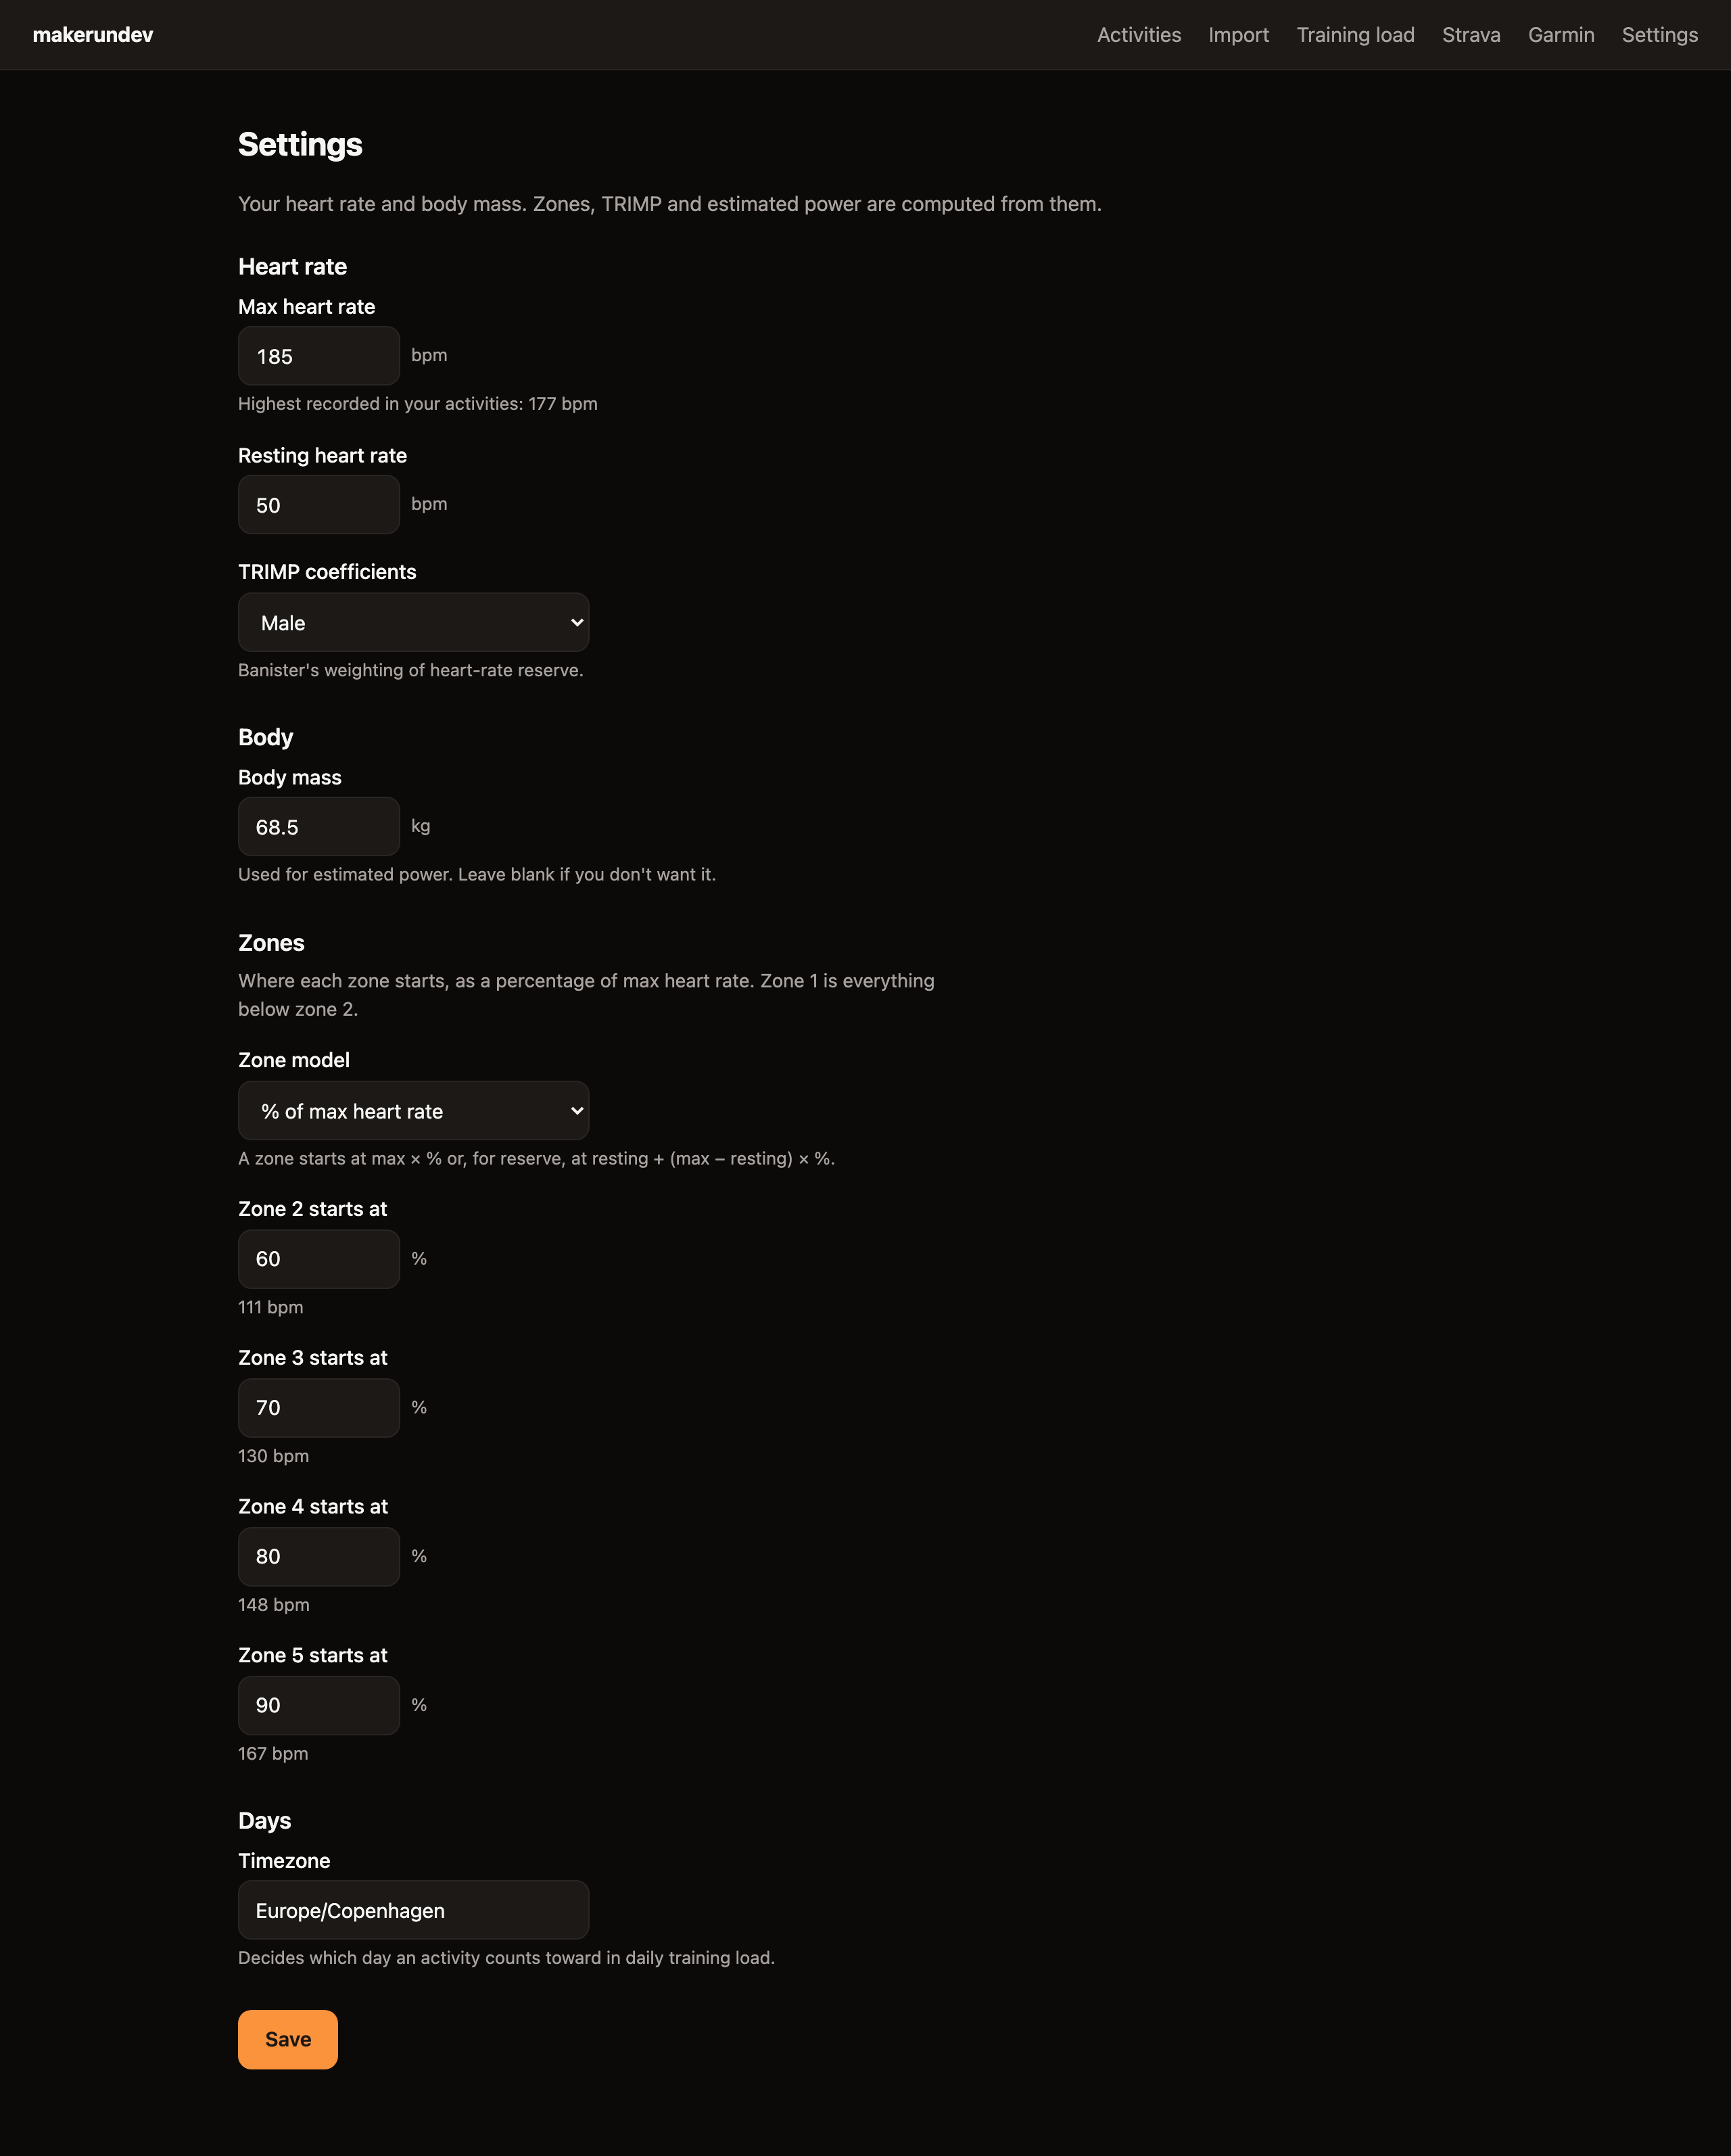 makerundev
Activities Import Training load Strava Garmin Settings
Settings
Your heart rate and body mass. Zones, TRIMP and estimated power are computed from them.
Heart rate
Max heart rate
185 bpm
Highest recorded in your activities: 177 bpm
Resting heart rate
50 bpm
TRIMP coefficients
Male
Banister's weighting of heart-rate reserve.
Body
Body mass
68.5 kg
Used for estimated power. Leave blank if you don't want it.
Zones
Where each zone starts, as a percentage of max heart rate. Zone 1 is everything
below zone 2.
Zone model
% of max heart rate
A zone starts at max × % or, for reserve, at resting + (max − resting) × %.
Zone 2 starts at
60 %
111 bpm
Zone 3 starts at
70 %
130 bpm
Zone 4 starts at
80 %
148 bpm
Zone 5 starts at
90 %
167 bpm
Days
Timezone
Europe/Copenhagen
Decides which day an activity counts toward in daily training load.
Save